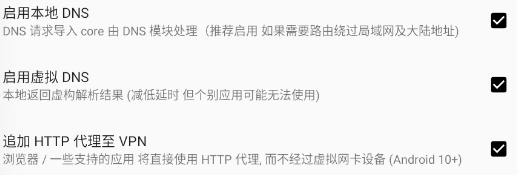 启用本地 DNS
DNS 请求导入 core 由 DNS 模块处理（推荐启用 如果需要路由绕过局域网及大陆地址)
启用虚拟 DNS
本地返回虚构解析结果 (减低延时 但个别应用可能无法使用)
追加 HTTP 代理至 VPN
浏览器 / 一些支持的应用 将直接使用 HTTP 代理, 而不经过虚拟网卡设备 (Android 10+)